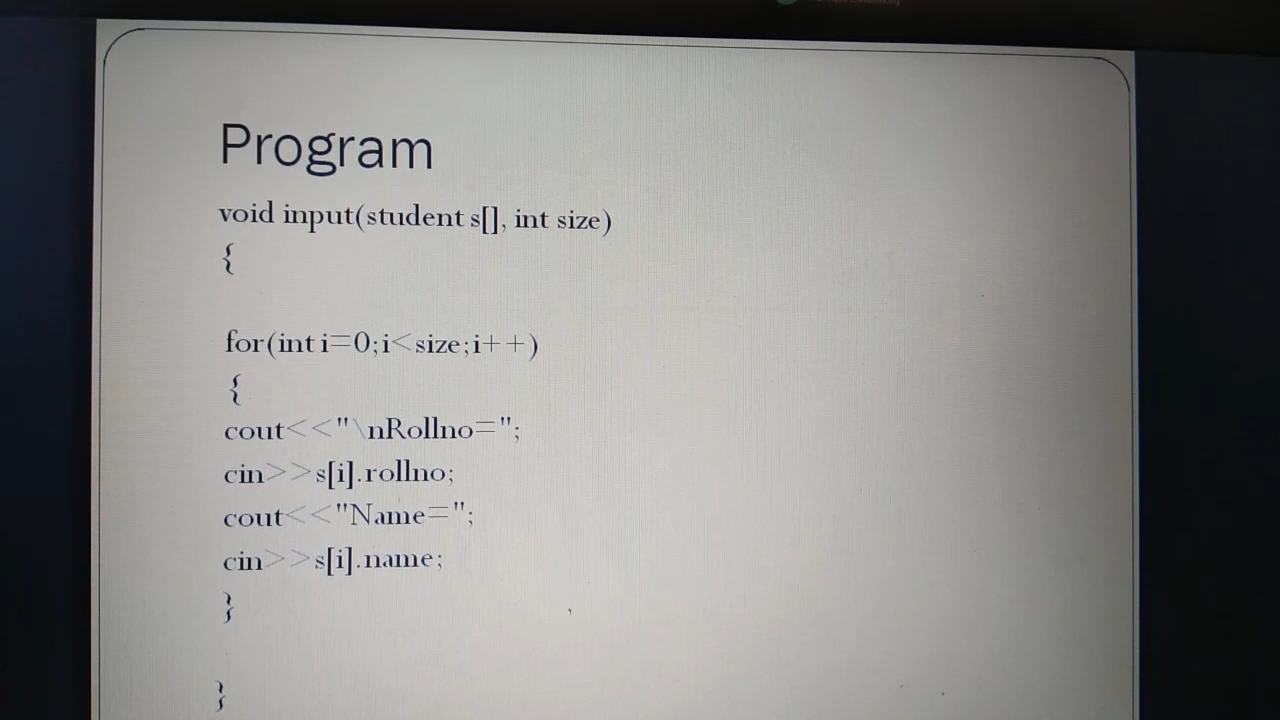 Program
void input(student s[], int size)
{
for(int i=0;i<size;i++)
{
cout<<"\nRollno=";
cin>>s[i].rollno;
cout<<"Name=";
cin>>s[i].name;
}
}